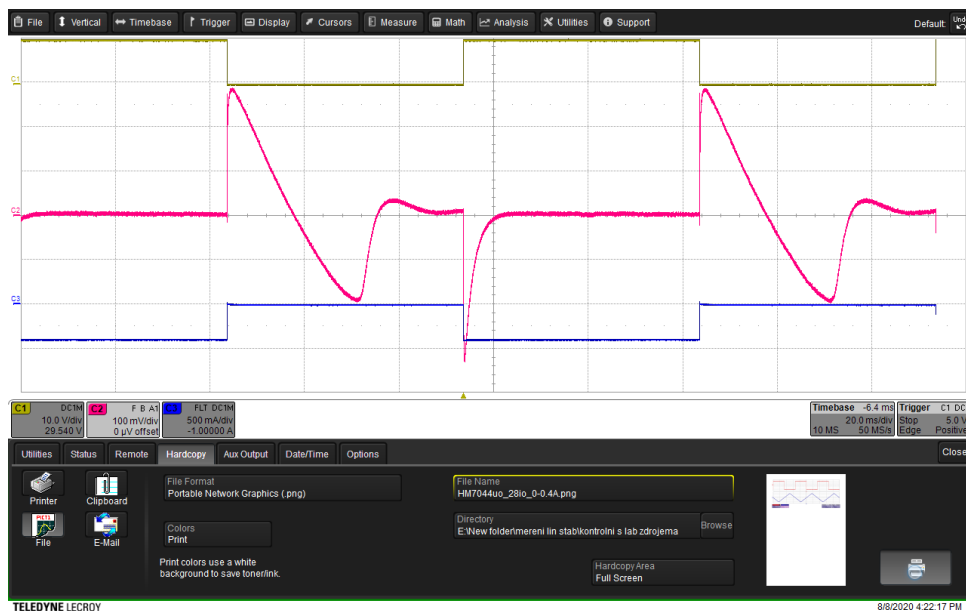 File Vertical Timebase Trigger Display Cursors Measure Math Analysis Utilities Support Default: Undo
C1
C2
C3
C1 DC1M C2 F B A1 C3 FLT DC1M Timebase -6.4 ms Trigger C1 DC
10.0 V/div 100 mV/div 500 mA/div 20.0 ms/div Stop 5.0 V
29.540 V 0 µV offset -1.00000 A 10 MS 50 MS/s Edge Positive
Utilities Status Remote Hardcopy Aux Output Date/Time Options Close
Printer
Clipboard
File
E-Mail
File Format
Portable Network Graphics (.png)
Colors
Print
Print colors use a white
background to save toner/ink.
File Name
HM7044uo_28io_0-0.4A.png
Directory
E:\New folder\mereni lin stab\kontrolni s lab zdrojema Browse
Hardcopy Area
Full Screen
TELEDYNE LECROY 8/8/2020 4:22:17 PM